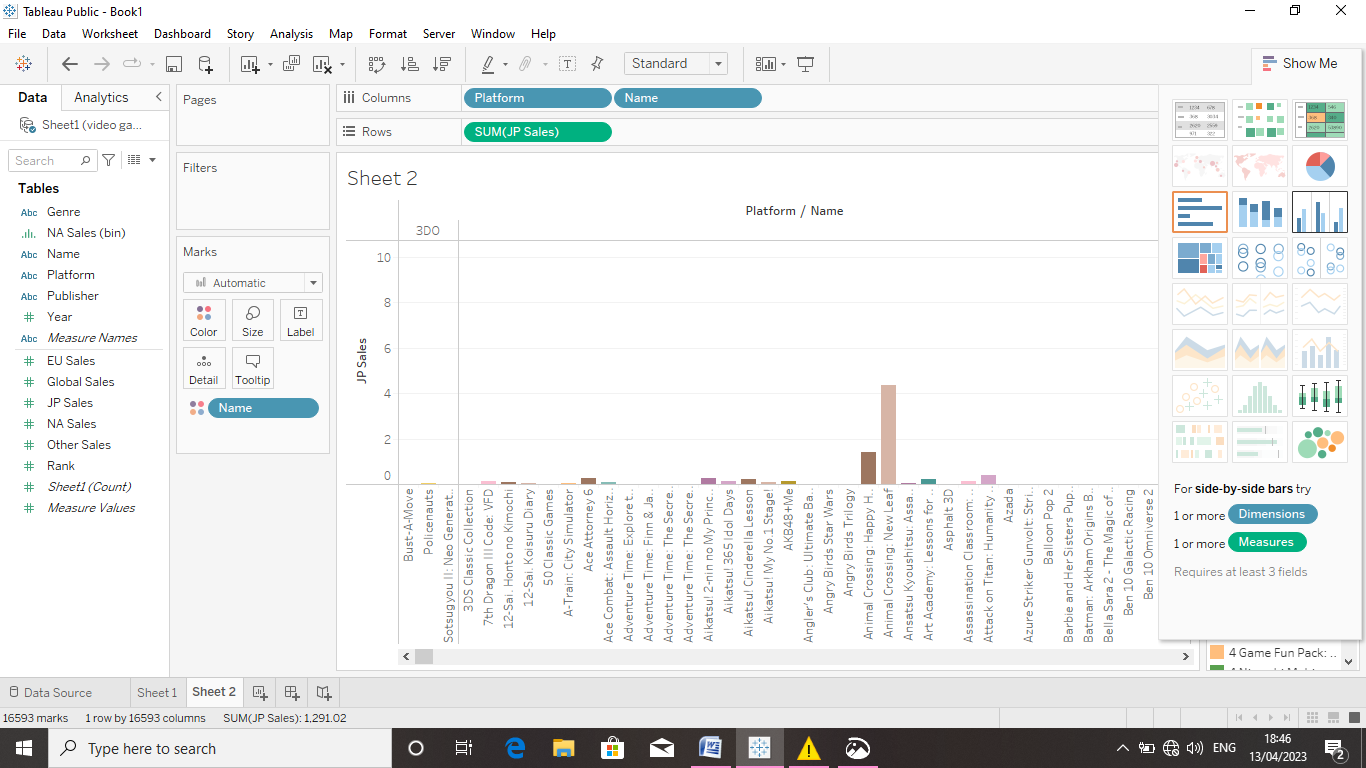 Tableau Public - Book1
File Data Worksheet Dashboard Story Analysis Map Format Server Window Help
Standard
Show Me
Data Analytics
Sheet1 (video ga...
Search
Tables
Abc Genre
NA Sales (bin)
Abc Name
Abc Platform
Abc Publisher
# Year
Abc Measure Names
# EU Sales
# Global Sales
# JP Sales
# NA Sales
# Other Sales
# Rank
# Sheet1 (Count)
# Measure Values
Pages
Filters
Marks
Automatic
Color Size Label
Detail Tooltip
Name
Columns Platform Name
Rows SUM(JP Sales)
Sheet 2
Platform / Name
3DO
JP Sales
10
8
6
4
2
0
Bust-A-Move
Policenauts
Sotsugyou II: Neo Generat..
3DS Classic Collection
7th Dragon III Code: VFD
12-Sai. Honto no Kimochi
12-Sai. Koisuru Diary
50 Classic Games
A-Train: City Simulator
Ace Attorney 6
Ace Combat: Assault Horiz..
Adventure Time: Explore t..
Adventure Time: Finn & Ja..
Adventure Time: The Secre..
Adventure Time: The Secre..
Aikatsu! 2-nin no My Princ..
Aikatsu! 365 Idol Days
Aikatsu! Cinderella Lesson
Aikatsu! My No.1 Stage!
AKB48+Me
Angler's Club: Ultimate Ba..
Angry Birds Star Wars
Angry Birds Trilogy
Animal Crossing: Happy H..
Animal Crossing: New Leaf
Ansatsu Kyoushitsu: Assa..
Art Academy: Lessons for ..
Asphalt 3D
Assassination Classroom: ..
Attack on Titan: Humanity ..
Azada
Azure Striker Gunvolt: Stri..
Balloon Pop 2
Barbie and Her Sisters Pup..
Batman: Arkham Origins B..
Bella Sara 2 - The Magic of ..
Ben 10 Galactic Racing
Ben 10 Omniverse 2
For side-by-side bars try
1 or more Dimensions
1 or more Measures
Requires at least 3 fields
4 Game Fun Pack: ..
Data Source Sheet 1 Sheet 2
16593 marks 1 row by 16593 columns SUM(JP Sales): 1,291.02
Type here to search
ENG
18:46
13/04/2023
2